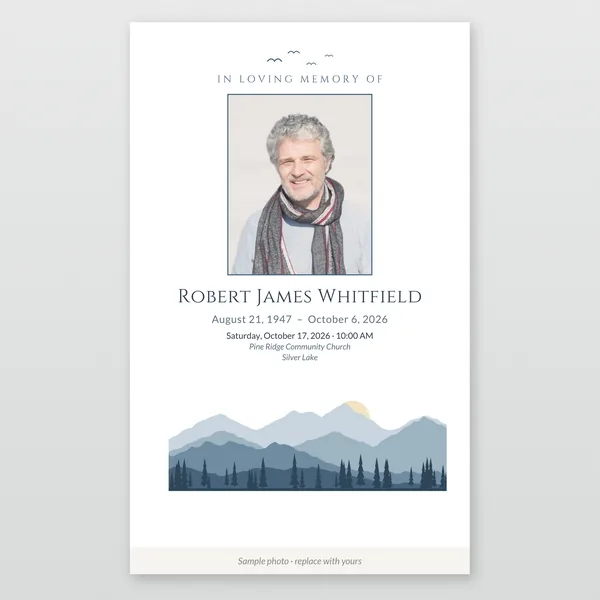 IN LOVING MEMORY OF
ROBERT JAMES WHITFIELD
August 21, 1947 – October 6, 2026
Saturday, October 17, 2026 · 10:00 AM
Pine Ridge Community Church
Silver Lake
Sample photo · replace with yours